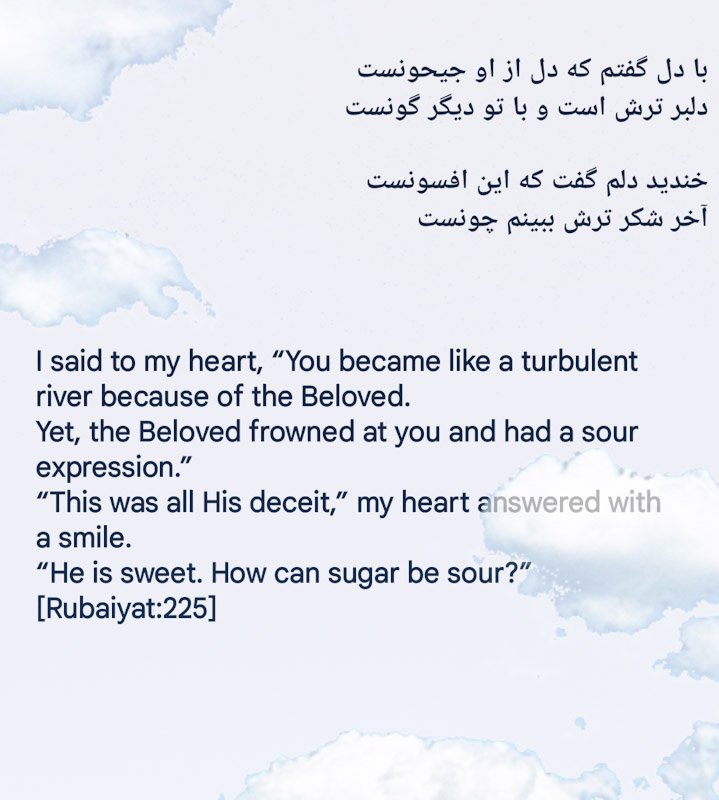 با دل گفتم که دل از او جیحونست
دلبر ترش است و با تو دیگر گونست
خندید دلم گفت که این افسونست
آخر شکر ترش ببینم چونست
I said to my heart, “You became like a turbulent
river because of the Beloved.
Yet, the Beloved frowned at you and had a sour
expression.”
“This was all His deceit,” my heart answered with
a smile.
“He is sweet. How can sugar be sour?”
[Rubaiyat:225]